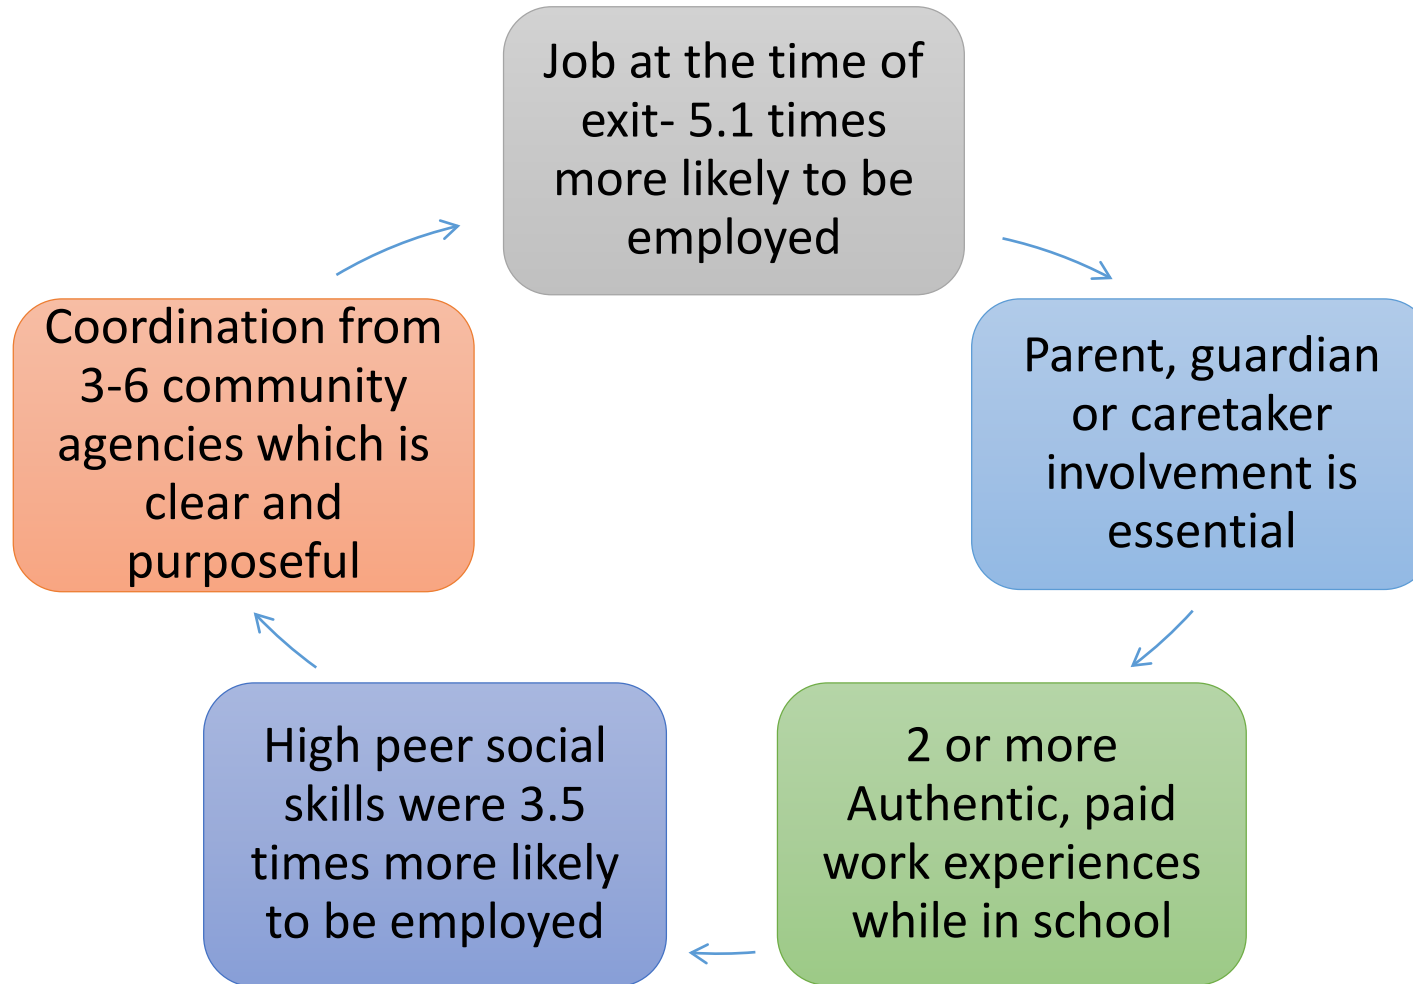 Job at the time of
exit- 5.1 times
more likely to be
employed
Parent, guardian
or caretaker
involvement is
essential
2 or more
Authentic, paid
work experiences
while in school
High peer social
skills were 3.5
times more likely
to be employed
Coordination from
3-6 community
agencies which is
clear and
purposeful